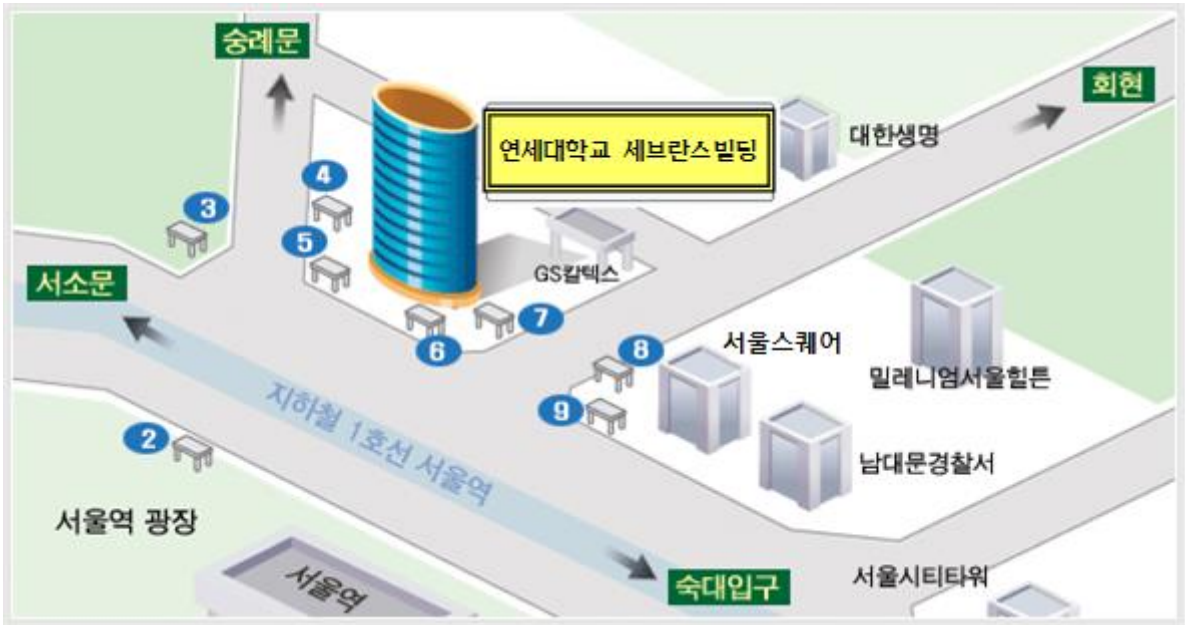 숭례문
회현
연세대학교 세브란스빌딩
대한생명
4
3
5
GS칼텍스
서소문
7
6
8
서울스퀘어
밀레니엄서울힐튼
9
지하철 1호선 서울역
2
남대문경찰서
서울역 광장
서울역
숙대입구
서울시티타워